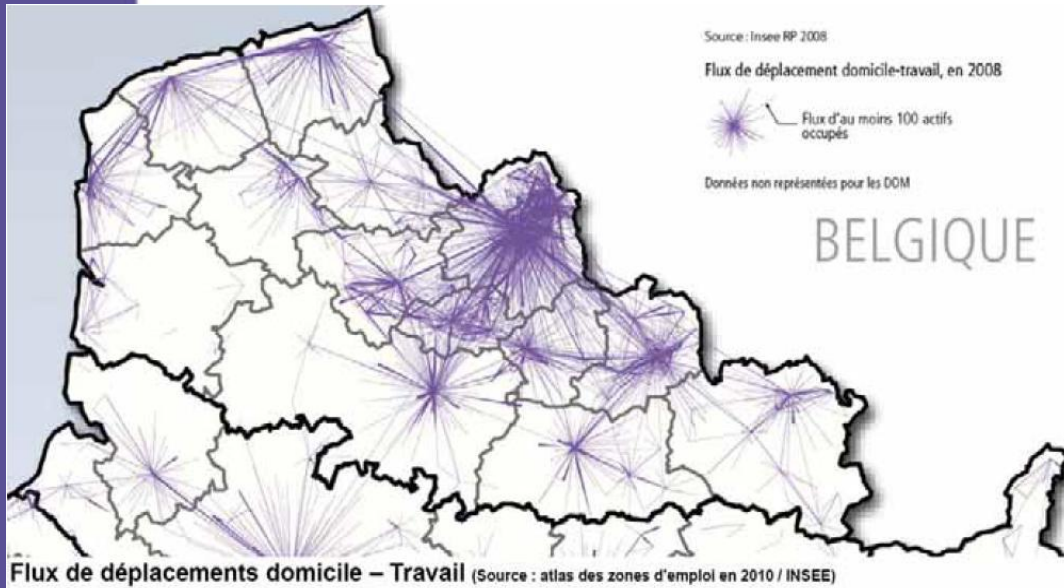 Source : Insee RP 2008
Flux de déplacement domicile-travail, en 2008
Flux d'au moins 100 actifs
occupés
Données non représentées pour les DOM
BELGIQUE
Flux de déplacements domicile – Travail (Source : atlas des zones d'emploi en 2010 / INSEE)